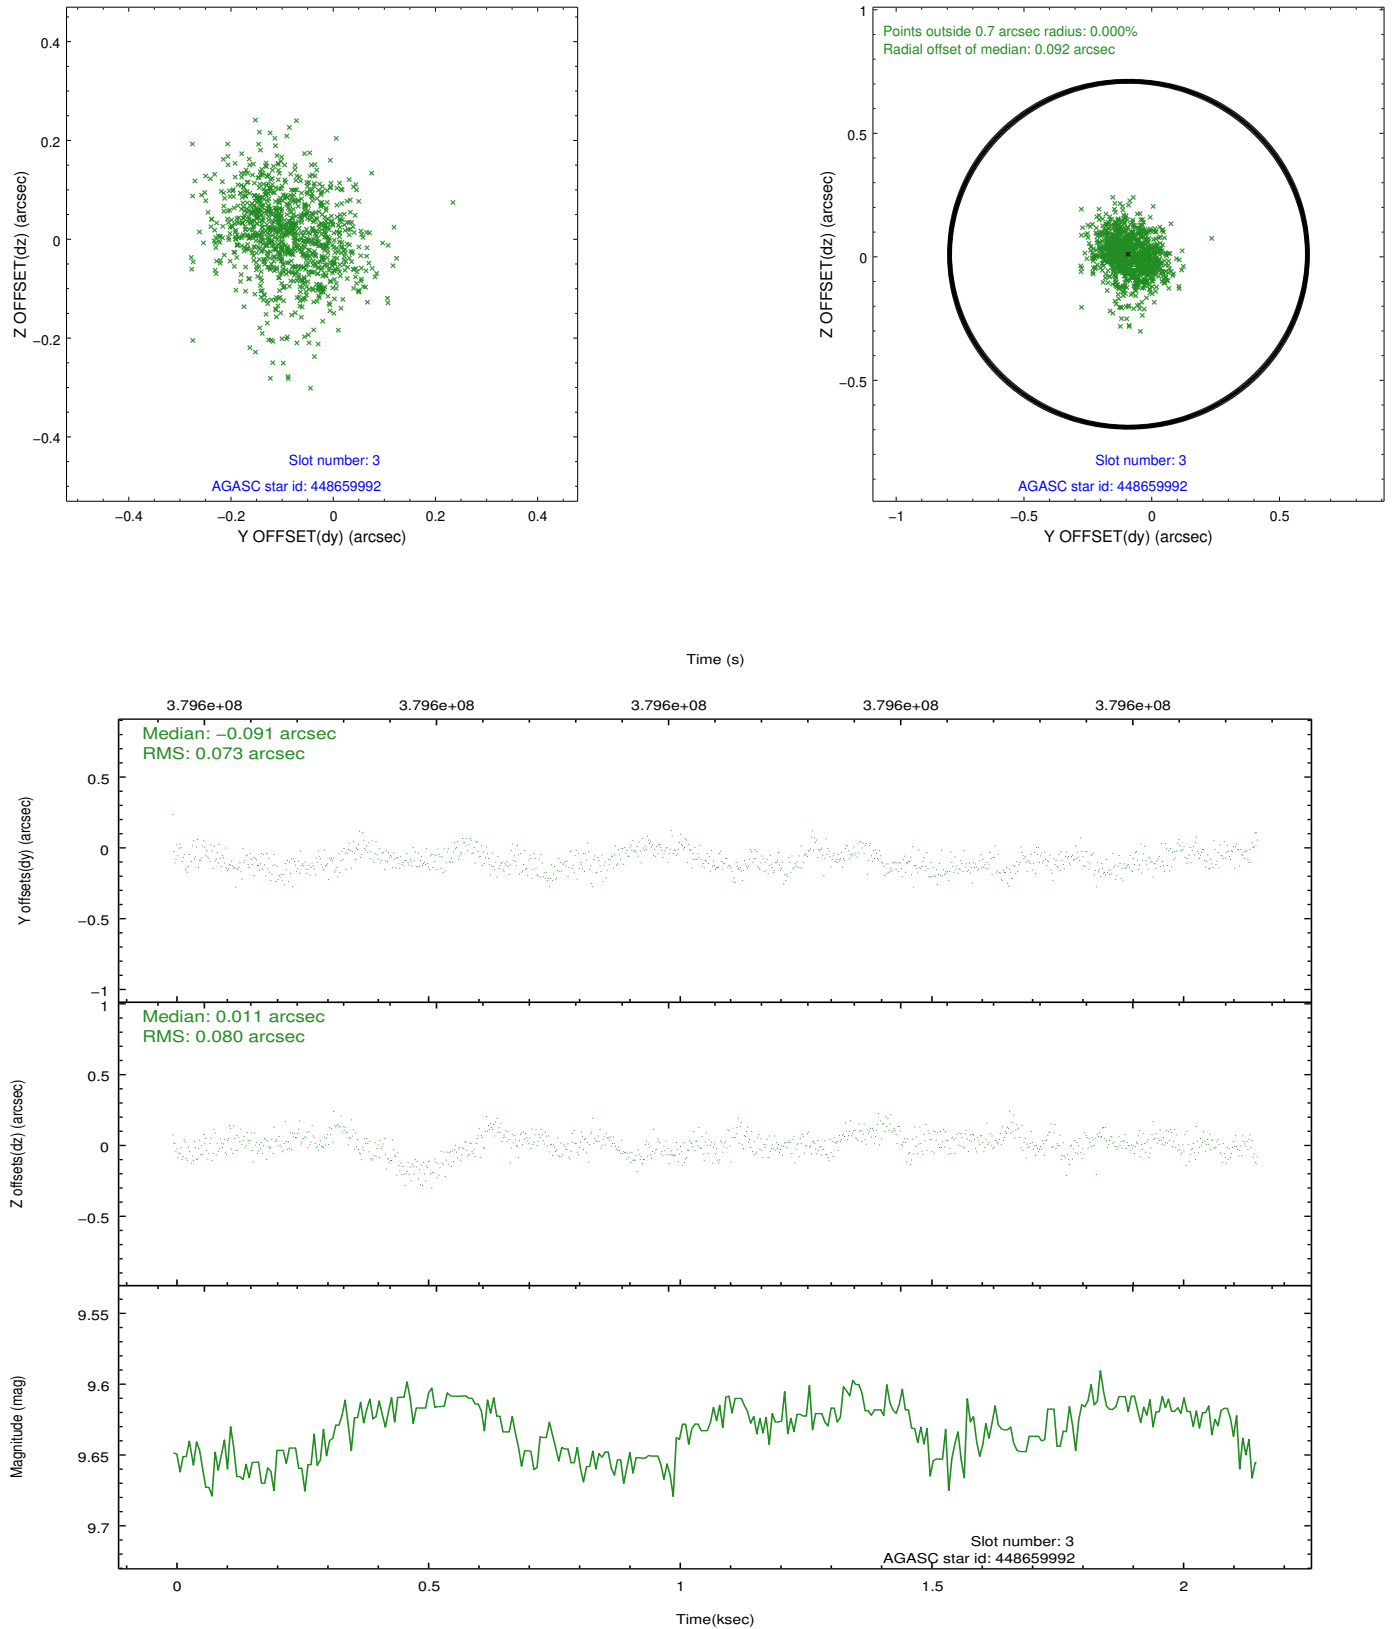 0.4
0.2
0
−0.2
−0.4
Z OFFSET(dz) (arcsec)
Slot number: 3
AGASC star id: 448659992
−0.4
−0.2
0
0.2
0.4
Y OFFSET(dy) (arcsec)
Points outside 0.7 arcsec radius: 0.000%
Radial offset of median: 0.092 arcsec
1
0.5
0
−0.5
Z OFFSET(dz) (arcsec)
Slot number: 3
AGASC star id: 448659992
−1
−0.5
0
0.5
Y OFFSET(dy) (arcsec)
Time (s)
3.796e+08
3.796e+08
3.796e+08
3.796e+08
3.796e+08
Median: −0.091 arcsec
RMS: 0.073 arcsec
0.5
0
−0.5
−1
Y offsets(dy) (arcsec)
Median: 0.011 arcsec
RMS: 0.080 arcsec
1
0.5
0
−0.5
Z offsets(dz) (arcsec)
9.55
9.6
9.65
9.7
Magnitude (mag)
Slot number: 3
AGASC star id: 448659992
0
0.5
1
1.5
2
Time(ksec)